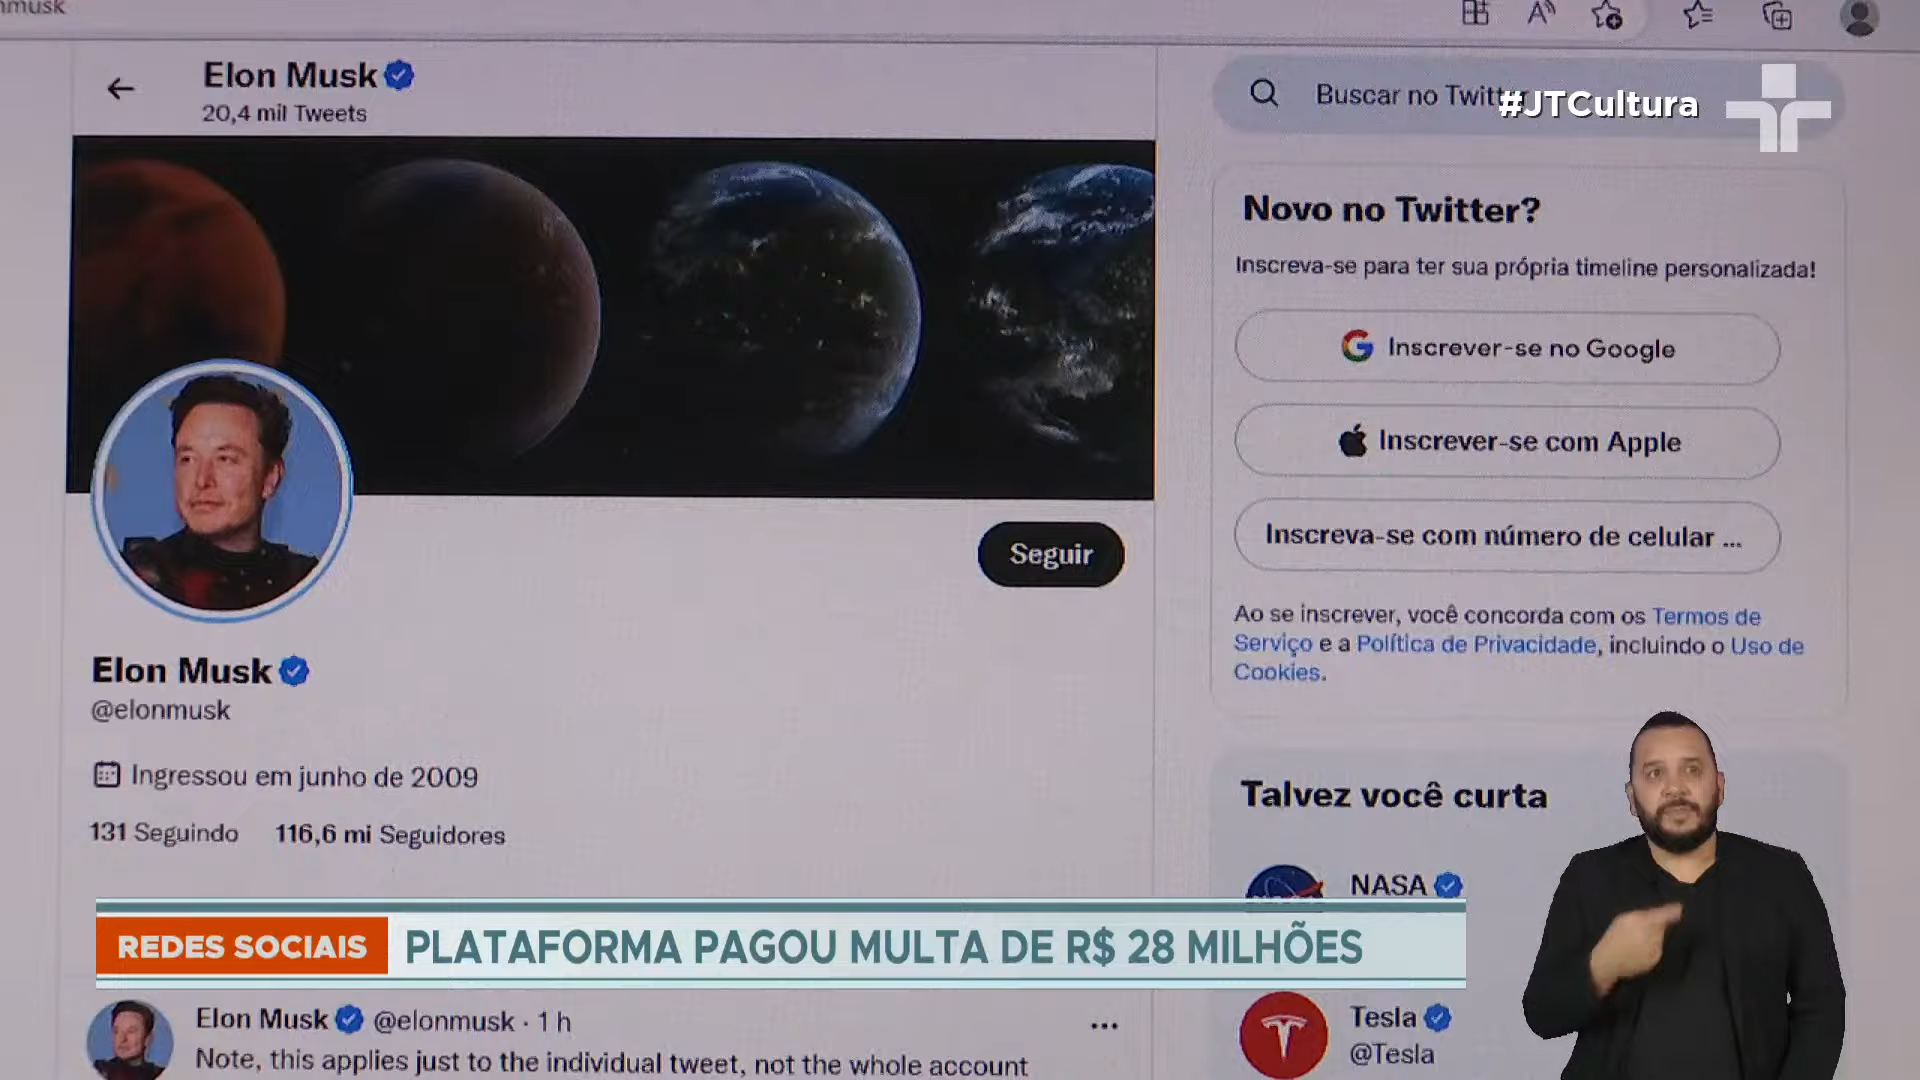 nmusk
Elon Musk
20,4 mil Tweets
Buscar no Twitt
#JTCultura
Novo no Twitter?
Inscreva-se para ter sua própria timeline personalizada!
Inscrever-se no Google
Inscrever-se com Apple
Inscreva-se com número de celular ...
Ao se inscrever, você concorda com os Termos de
Serviço e a Política de Privacidade, incluindo o Uso de
Cookies.
Seguir
Elon Musk
@elonmusk
Ingressou em junho de 2009
131 Seguindo 116,6 mi Seguidores
Talvez você curta
NASA
REDES SOCIAIS PLATAFORMA PAGOU MULTA DE R$ 28 MILHÕES
Elon Musk @elonmusk · 1 h
Note, this applies just to the individual tweet, not the whole account
Tesla
@Tesla